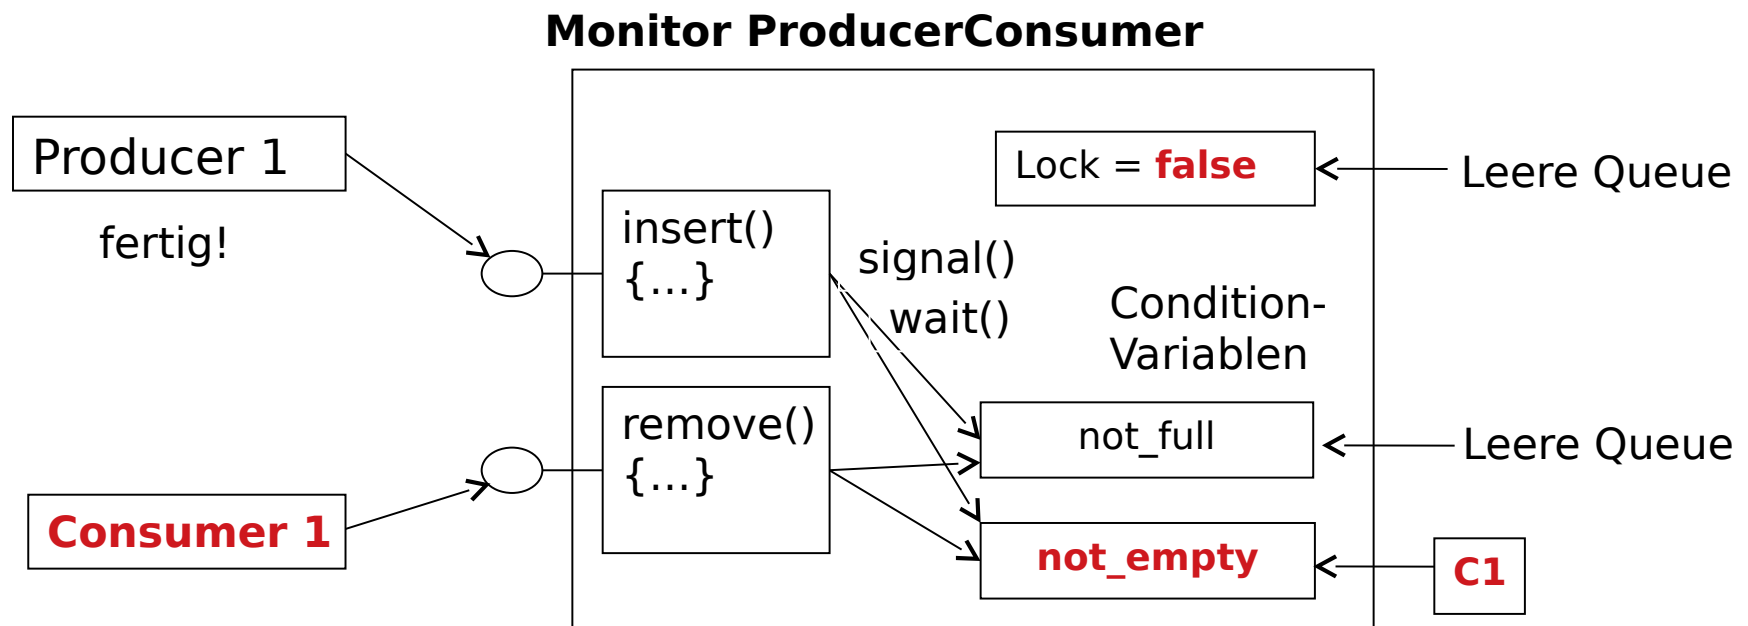 Monitor ProducerConsumer
Producer 1
fertig!
Lock = false
Leere Queue
insert()
{...}
signal()
wait()
Condition-
Variablen
remove()
{...}
not_full
Leere Queue
Consumer 1
not_empty
C1